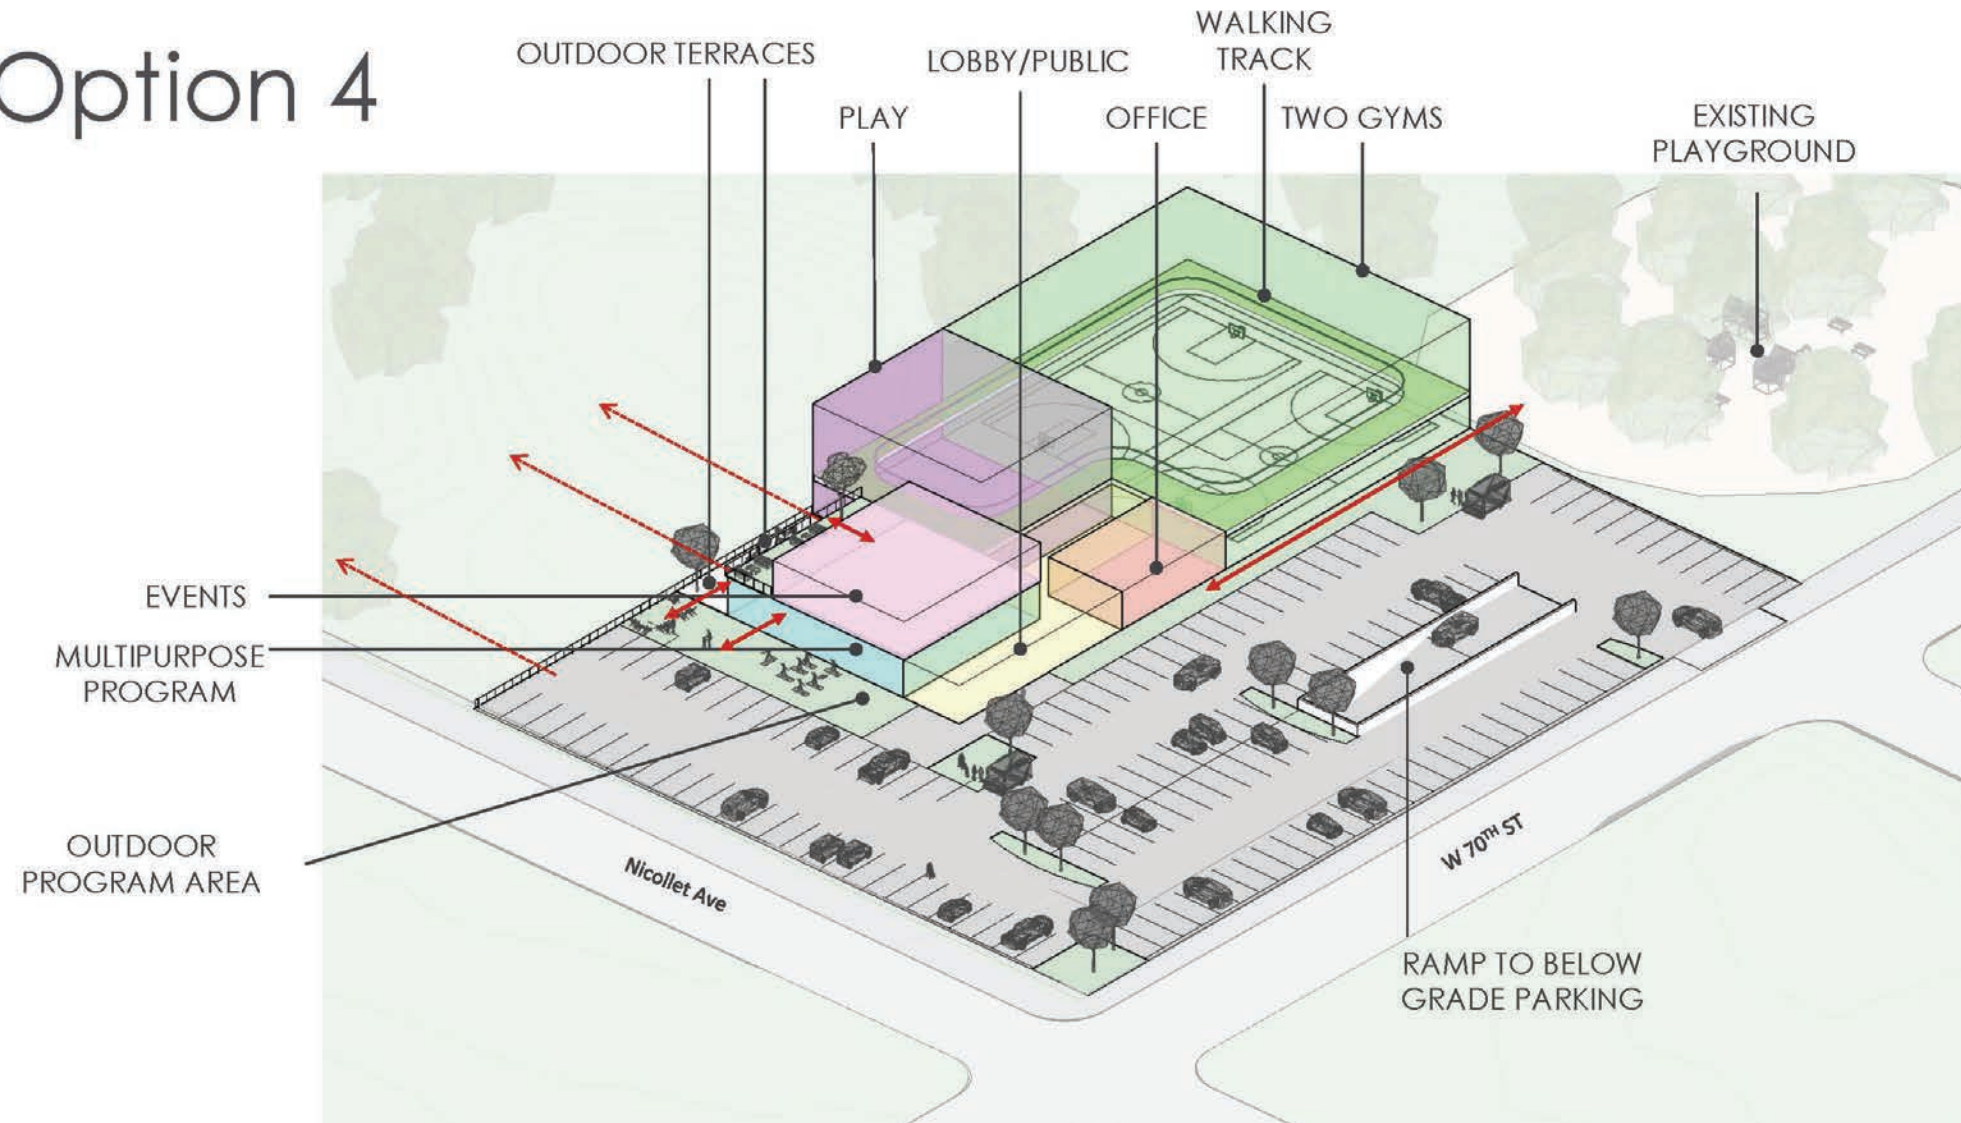 Option 4
OUTDOOR TERRACES
PLAY
LOBBY/PUBLIC
OFFICE
WALKING
TRACK
TWO GYMS
EXISTING
PLAYGROUND
EVENTS
MULTIPURPOSE
PROGRAM
OUTDOOR
PROGRAM AREA
Nicollet Ave
W 70TH ST
RAMP TO BELOW
GRADE PARKING